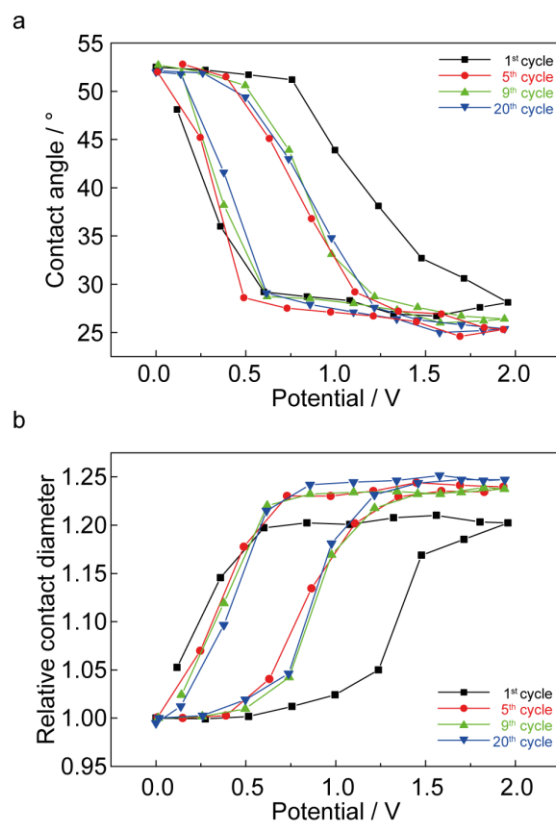 a
55
50
45
40
35
30
25
Contact angle / °
1st cycle
5th cycle
9th cycle
20th cycle
0.0 0.5 1.0 1.5 2.0
Potential / V
b
1.25
1.20
1.15
1.10
1.05
1.00
0.95
Relative contact diameter
1st cycle
5th cycle
9th cycle
20th cycle
0.0 0.5 1.0 1.5 2.0
Potential / V